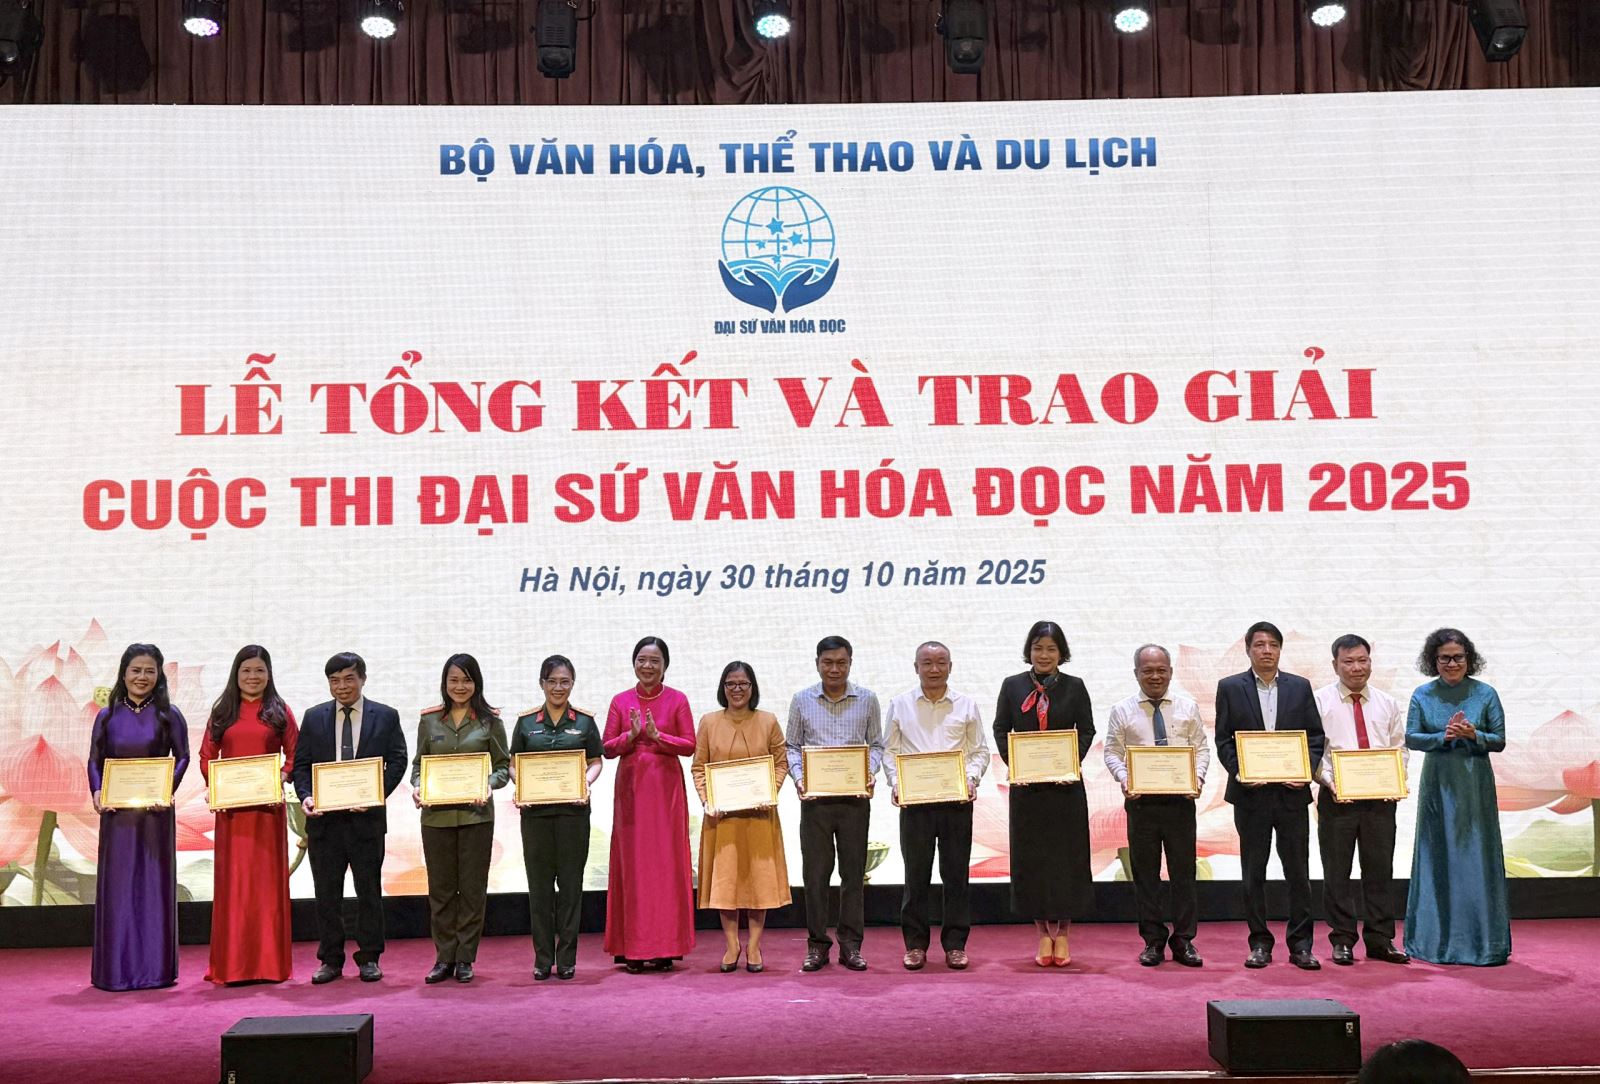 BỘ VĂN HÓA, THỂ THAO VÀ DU LỊCH
ĐẠI SỨ VĂN HÓA ĐỌC
LỄ TỔNG KẾT VÀ TRAO GIẢI
CUỘC THI ĐẠI SỨ VĂN HÓA ĐỌC NĂM 2025
Hà Nội, ngày 30 tháng 10 năm 2025